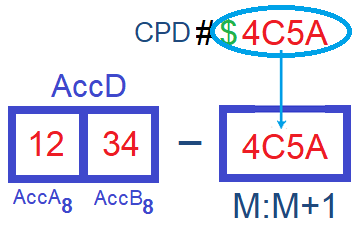 CPD # $ 4C5A
AccD
12 34 – 4C5A
AccA8 AccB8 M:M+1